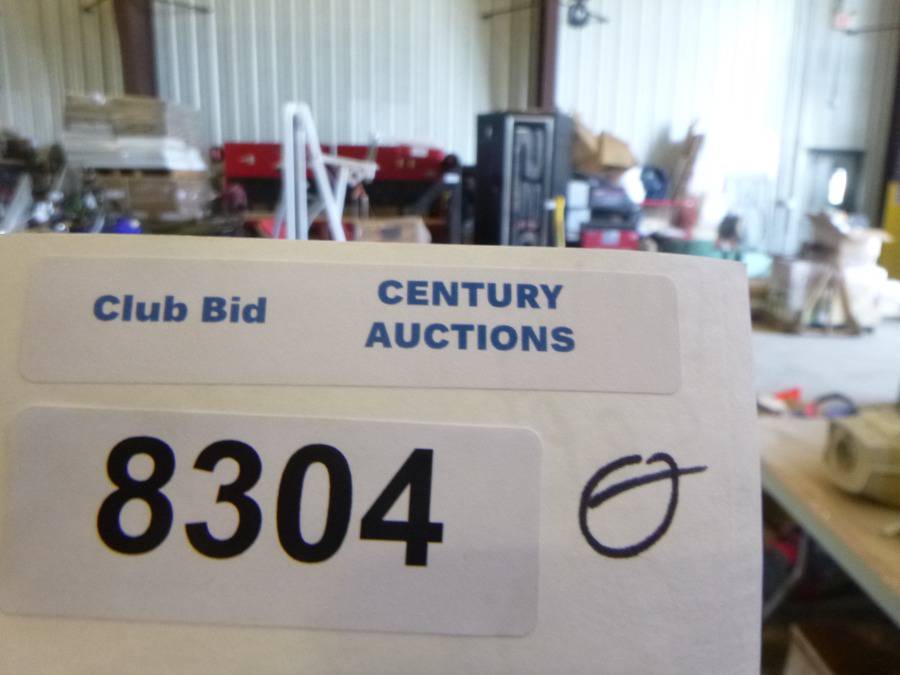 Club Bid
CENTURY
AUCTIONS
8304